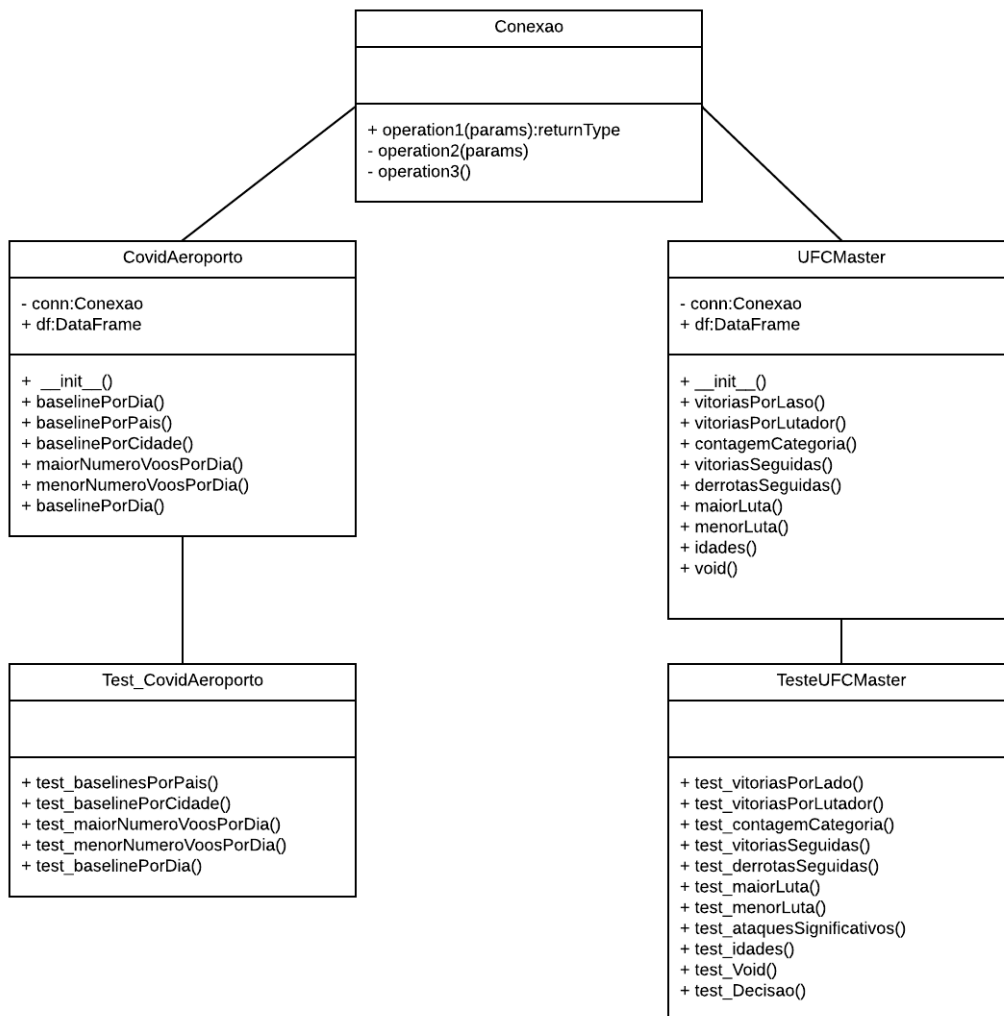 Conexao
+ operation1(params):returnType
- operation2(params)
- operation3()
CovidAeroporto
- conn:Conexao
+ df:DataFrame
+ __init__()
+ baselinePorDia()
+ baselinePorPais()
+ baselinePorCidade()
+ maiorNumeroVoosPorDia()
+ menorNumeroVoosPorDia()
+ baselinePorDia()
UFCMaster
- conn:Conexao
+ df:DataFrame
+ __init__()
+ vitoriasPorLaso()
+ vitoriasPorLutador()
+ contagemCategoria()
+ vitoriasSeguidas()
+ derrotasSeguidas()
+ maiorLuta()
+ menorLuta()
+ idades()
+ void()
Test_CovidAeroporto
+ test_baselinesPorPais()
+ test_baselinePorCidade()
+ test_maiorNumeroVoosPorDia()
+ test_menorNumeroVoosPorDia()
+ test_baselinePorDia()
TesteUFCMaster
+ test_vitoriasPorLado()
+ test_vitoriasPorLutador()
+ test_contagemCategoria()
+ test_vitoriasSeguidas()
+ test_derrotasSeguidas()
+ test_maiorLuta()
+ test_menorLuta()
+ test_ataquesSignificativos()
+ test_idades()
+ test_Void()
+ test_Decisao()